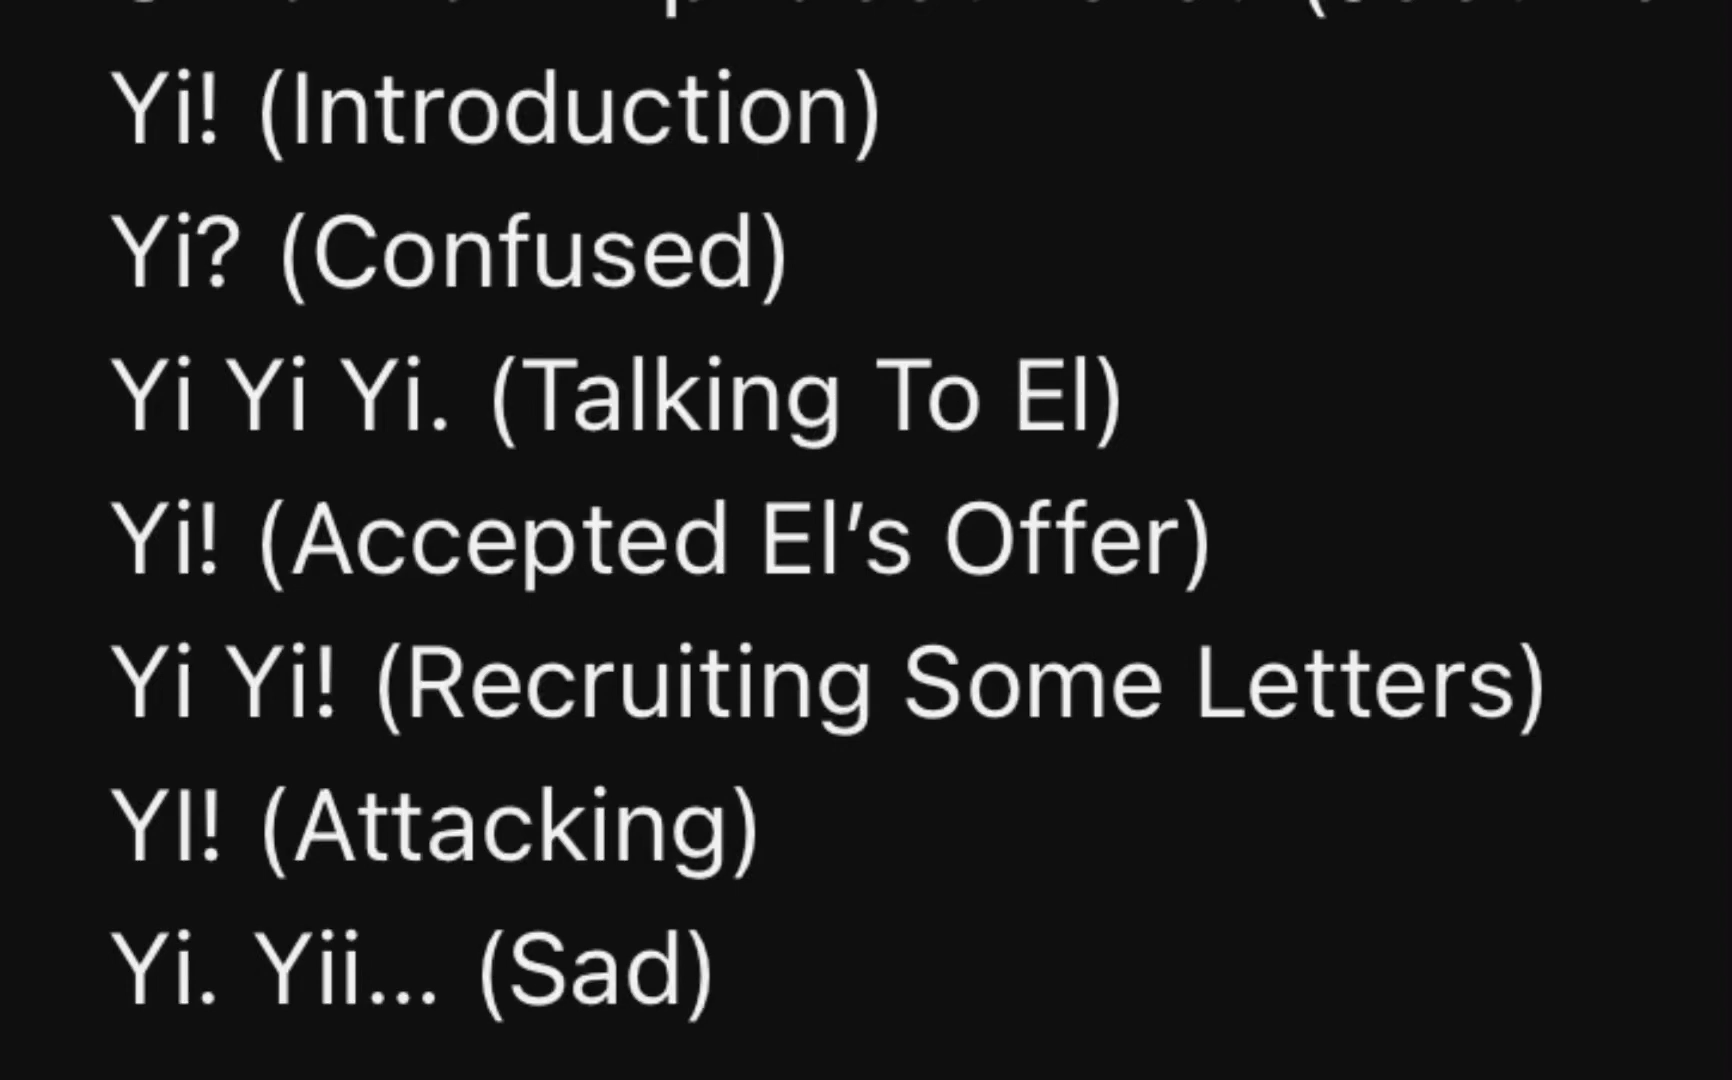 Yi! (Introduction)
Yi? (Confused)
Yi Yi Yi. (Talking To El)
Yi! (Accepted El’s Offer)
Yi Yi! (Recruiting Some Letters)
YI! (Attacking)
Yi. Yii... (Sad)